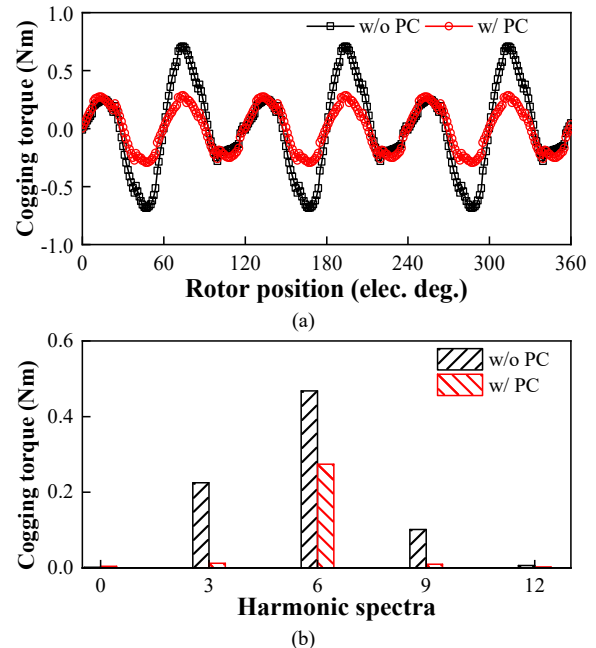 1.0
w/o PC
w/ PC
0.5
0.0
-0.5
-1.0
Cogging torque (Nm)
0
60
120
180
240
300
360
Rotor position (elec. deg.)
(a)
0.6
w/o PC
w/ PC
0.4
0.2
0.0
Cogging torque (Nm)
0
3
6
9
12
Harmonic spectra
(b)